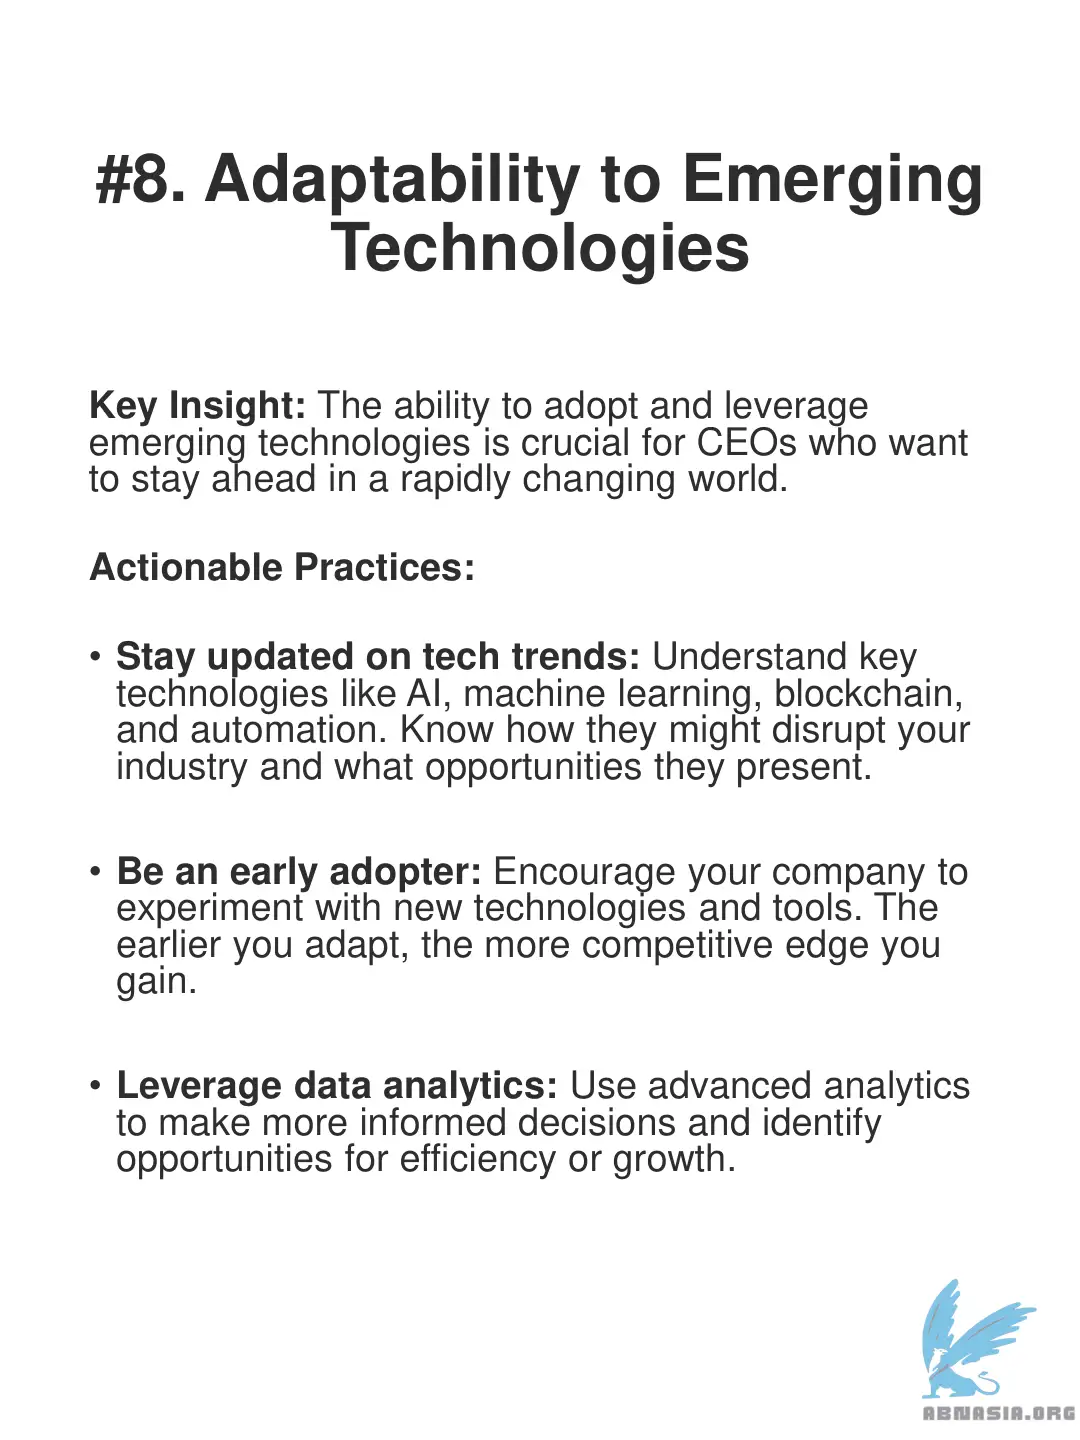 #8. Adaptability to Emerging
Technologies
Key Insight: The ability to adopt and leverage
emerging technologies is crucial for CEOs who want
to stay ahead in a rapidly changing world.
Actionable Practices:
• Stay updated on tech trends: Understand key
technologies like AI, machine learning, blockchain,
and automation. Know how they might disrupt your
industry and what opportunities they present.
• Be an early adopter: Encourage your company to
experiment with new technologies and tools. The
earlier you adapt, the more competitive edge you
gain.
• Leverage data analytics: Use advanced analytics
to make more informed decisions and identify
opportunities for efficiency or growth.
ABNASIA.ORG